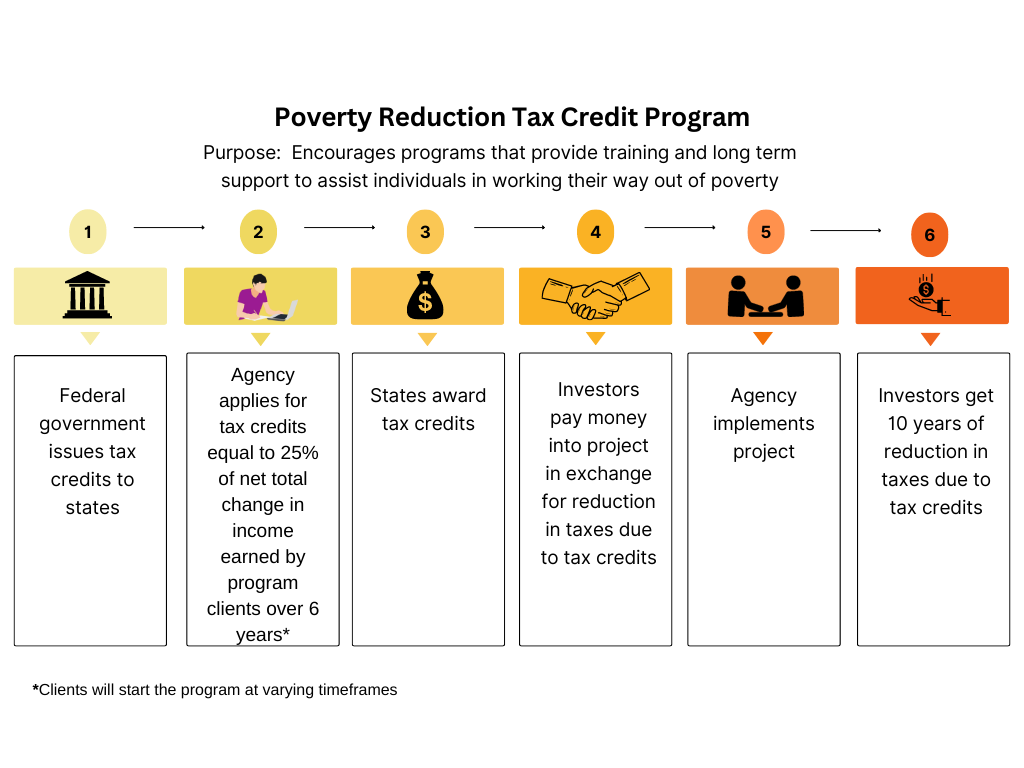 Poverty Reduction Tax Credit Program
Purpose:  Encourages programs that provide training and long term
support to assist individuals in working their way out of poverty
1
2
3
4
5
6
$
$
Federal
government
issues tax
credits to
states
Agency
applies for
tax credits
equal to 25%
of net total
change in
income
earned by
program
clients over 6
years*
States award
tax credits
Investors
pay money
into project
in exchange
for reduction
in taxes due
to tax credits
Agency
implements
project
Investors get
10 years of
reduction in
taxes due to
tax credits
*Clients will start the program at varying timeframes